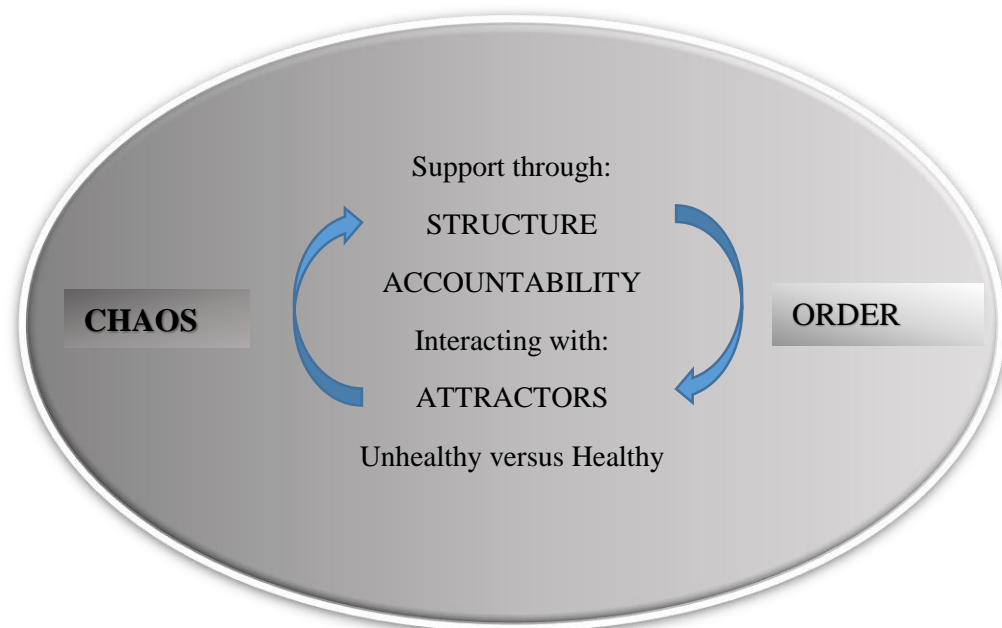 Support through:
STRUCTURE
ACCOUNTABILITY
CHAOS
ORDER
Interacting with:
ATTRACTORS
Unhealthy versus Healthy